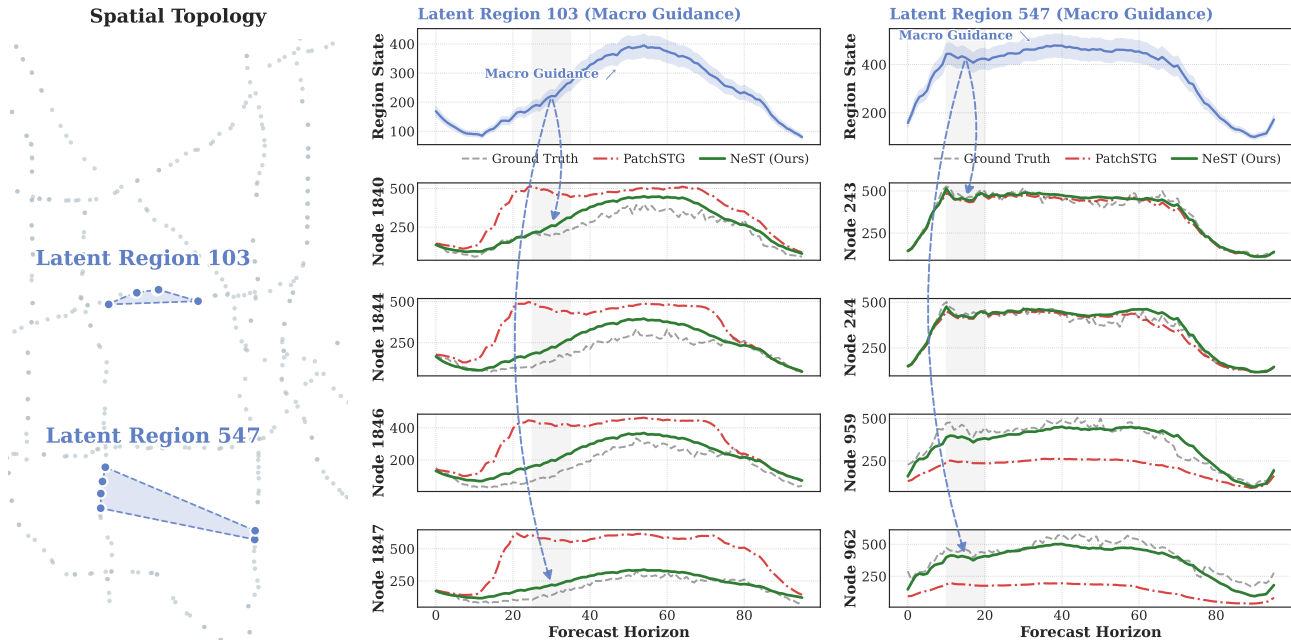 Spatial Topology
Latent Region 103
Latent Region 547
Latent Region 103 (Macro Guidance)
Region State
400
300
200
100
Macro Guidance
Ground Truth PatchSTG NeST (Ours)
Node 1840
500
250
Node 1844
500
250
Node 1846
400
200
Node 1847
500
250
0 20 40 60 80
Forecast Horizon
Latent Region 547 (Macro Guidance)
Region State
400
200
Macro Guidance
Ground Truth PatchSTG NeST (Ours)
Node 243
500
250
Node 244
500
250
Node 959
500
250
Node 962
500
250
0 20 40 60 80
Forecast Horizon